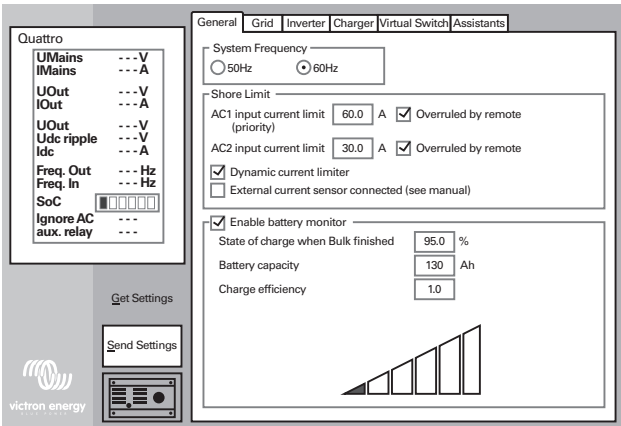 Quattro
UMains ---V
IMains ---A
UOut ---V
IOut ---A
UOut ---V
Udc ripple ---V
Idc ---A
Freq. Out --- Hz
Freq. In --- Hz
SoC
Ignore AC ---
aux. relay ---
Get Settings
Send Settings
victron energy
BLUE POWER
General Grid Inverter Charger Virtual Switch Assistants
System Frequency
50Hz 60Hz
Shore Limit
AC1 input current limit 60.0 A Overruled by remote
(priority)
AC2 input current limit 30.0 A Overruled by remote
Dynamic current limiter
External current sensor connected (see manual)
Enable battery monitor
State of charge when Bulk finished 95.0 %
Battery capacity 130 Ah
Charge efficiency 1.0